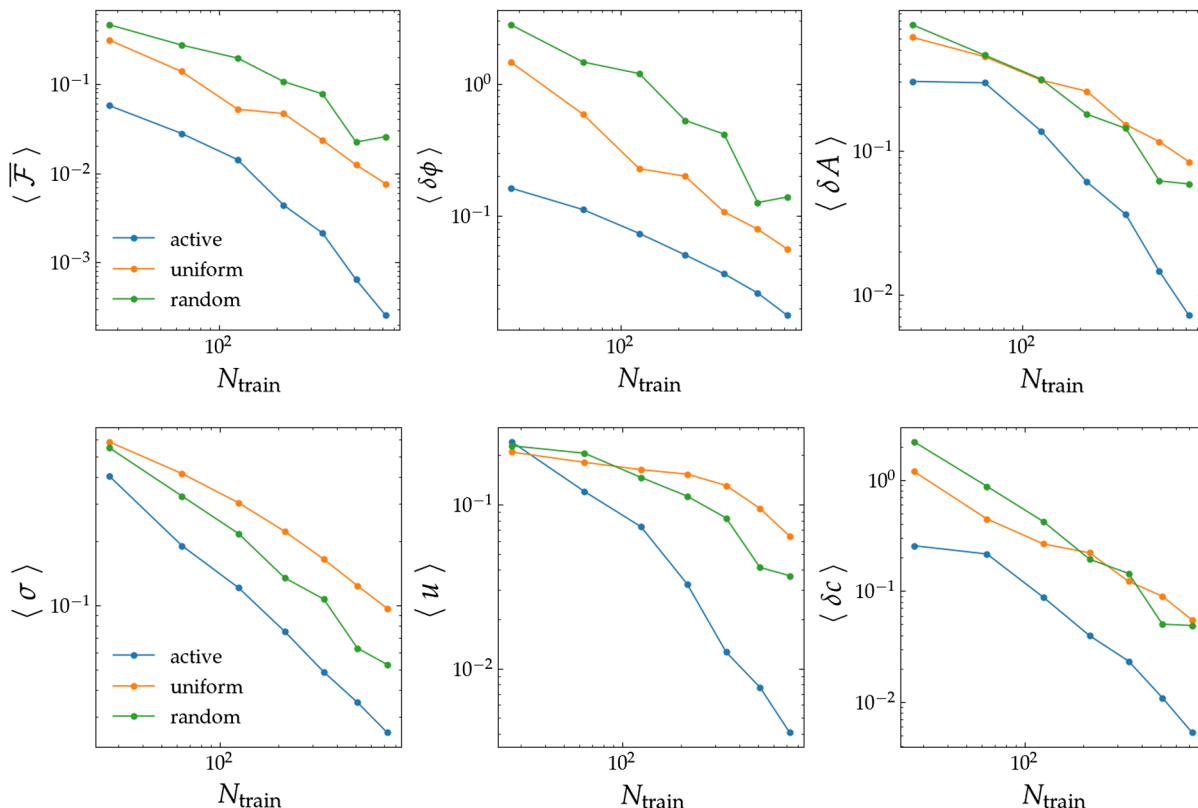 10⁻¹
10⁻²
10⁻³
⟨ℱ̅⟩
active
uniform
random
10²
N_train
10⁰
10⁻¹
⟨δϕ⟩
10²
N_train
10⁻¹
10⁻²
⟨δA⟩
10²
N_train
10⁻¹
⟨σ⟩
active
uniform
random
10²
N_train
10⁻¹
10⁻²
⟨u⟩
10²
N_train
10⁰
10⁻¹
10⁻²
⟨δc⟩
10²
N_train